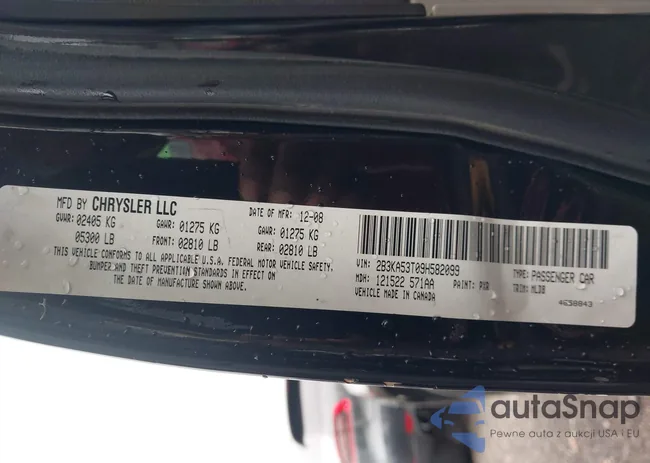 MFD BY CHRYSLER LLC
DATE OF MFR: 12-08
GVWR: 02405 KG
GAWR: 01275 KG
GAWR: 01275 KG
05300 LB
FRONT: 02810 LB
REAR: 02810 LB
THIS VEHICLE CONFORMS TO ALL APPLICABLE U.S.A. FEDERAL MOTOR VEHICLE SAFETY,
BUMPER, AND THEFT PREVENTION STANDARDS IN EFFECT ON
THE DATE OF MANUFACTURE SHOWN ABOVE.
VIN: 2B3KA53T09H582099
TYPE: PASSENGER CAR
MDH: 121522 571AA
PAINT: PXR
TRIM: MLD8
VEHICLE MADE IN CANADA
4658843
autaSnap
Pewne auta z aukcji USA i EU